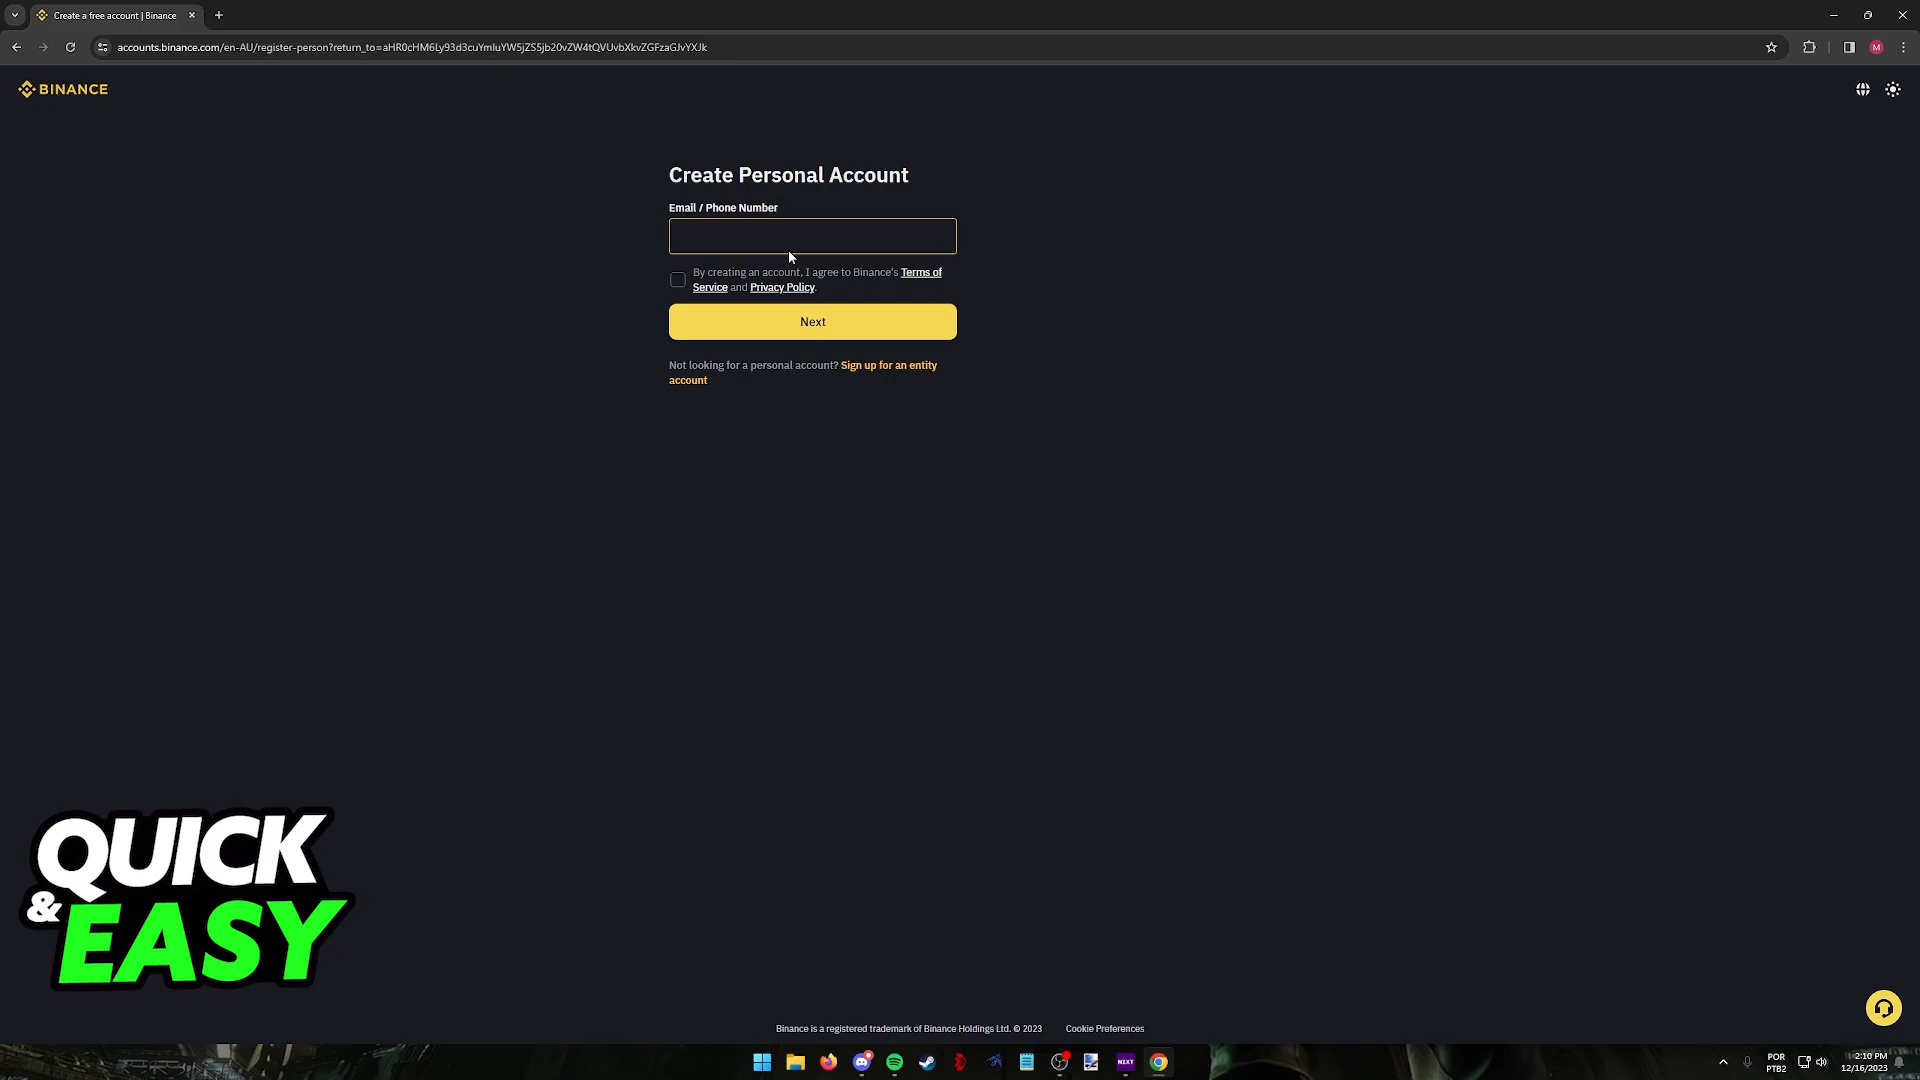 Create a free account | Binance
accounts.binance.com/en-AU/register-person?return_to=aHR0cHM6Ly93d3cuYmluYW5jZS5jb20vZW4tQVUvbXkvZGFzaGJvYXJk
M
BINANCE
Create Personal Account
Email / Phone Number
By creating an account, I agree to Binance's Terms of
Service and Privacy Policy.
Next
Not looking for a personal account? Sign up for an entity
account
QUICK
& EASY
Binance is a registered trademark of Binance Holdings Ltd. © 2023 Cookie Preferences
NEXT
POR
PTB2
2:10 PM
12/16/2023